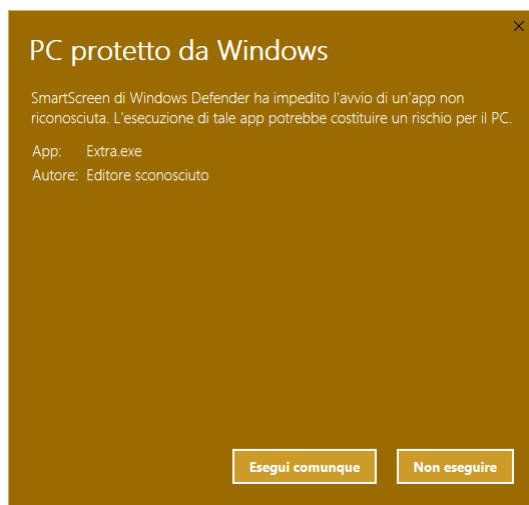 PC protetto da Windows
SmartScreen di Windows Defender ha impedito l'avvio di un'app non
riconosciuta. L'esecuzione di tale app potrebbe costituire un rischio per il PC.
App: Extra.exe
Autore: Editore sconosciuto
Esegui comunque Non eseguire